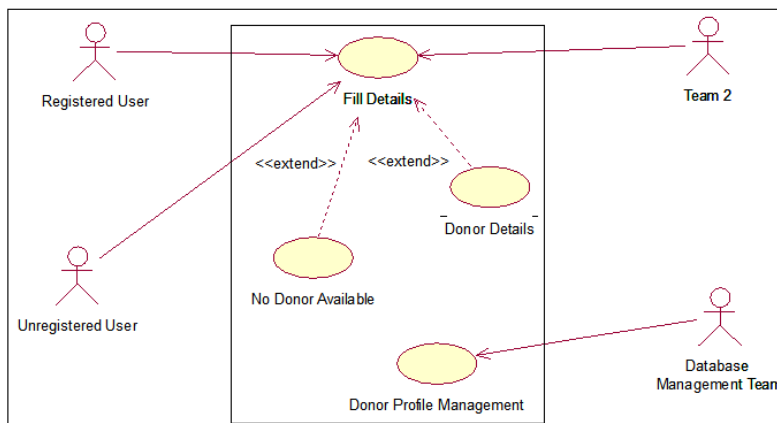 Registered User
Fill Details
Team 2
<<extend>>
<<extend>>
Donor Details
No Donor Available
Unregistered User
Database
Management Team
Donor Profile Management